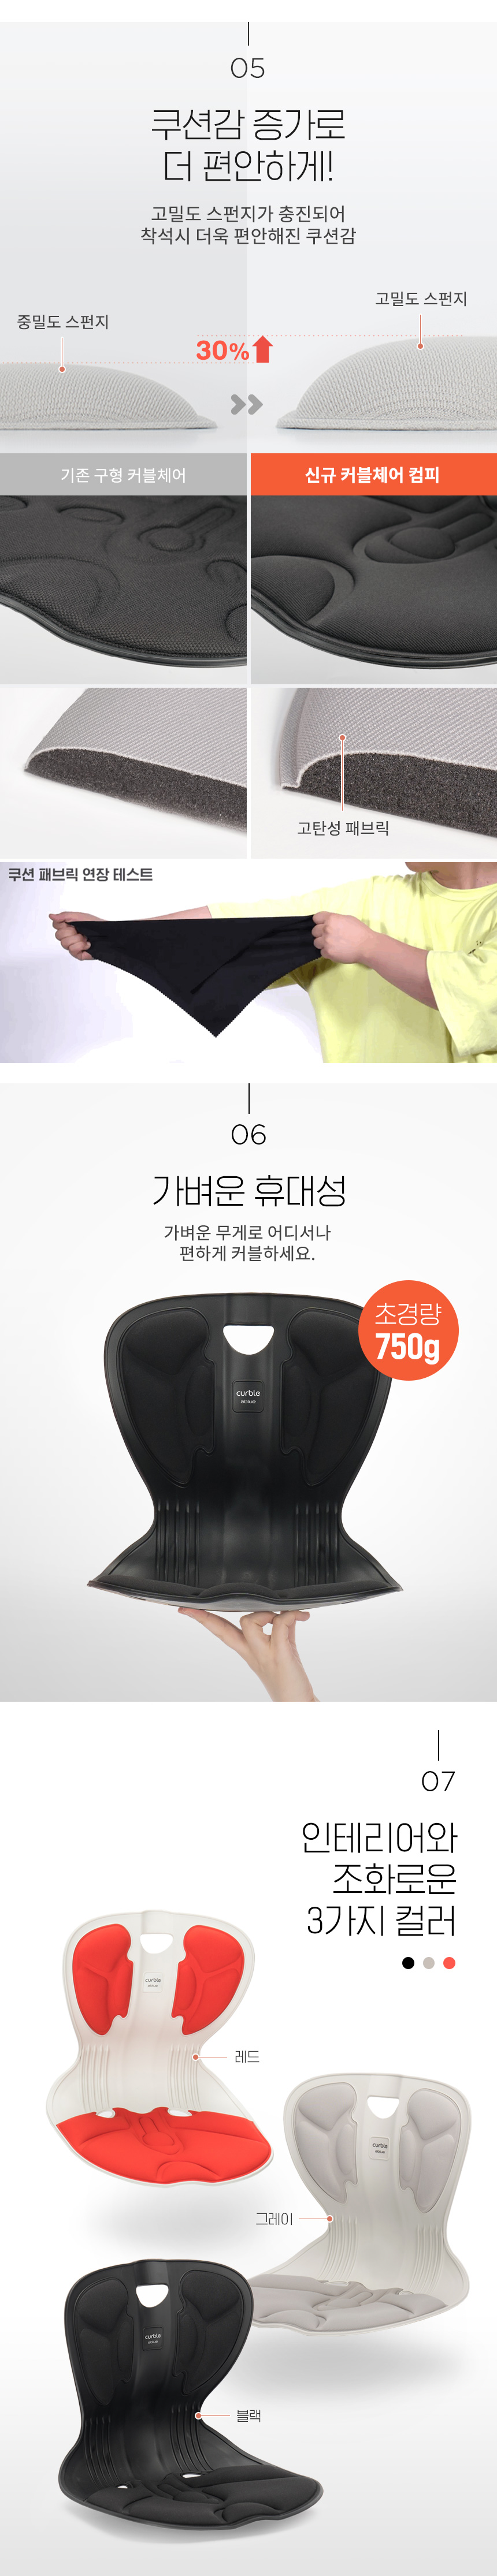 05
쿠션감 증가로
더 편안하게!
고밀도 스펀지가 충진되어
착석시 더욱 편안해진 쿠션감
고밀도 스펀지
중밀도 스펀지
30%
기존 구형 커블체어
신규 커블체어 컴피
고탄성 패브릭
쿠션 패브릭 연장 테스트
06
가벼운 휴대성
가벼운 무게로 어디서나
편하게 커블하세요.
초경량
750g
curble
ablue
07
인테리어와
조화로운
3가지 컬러
curble
ablue
레드
curble
ablue
그레이
curble
ablue
블랙